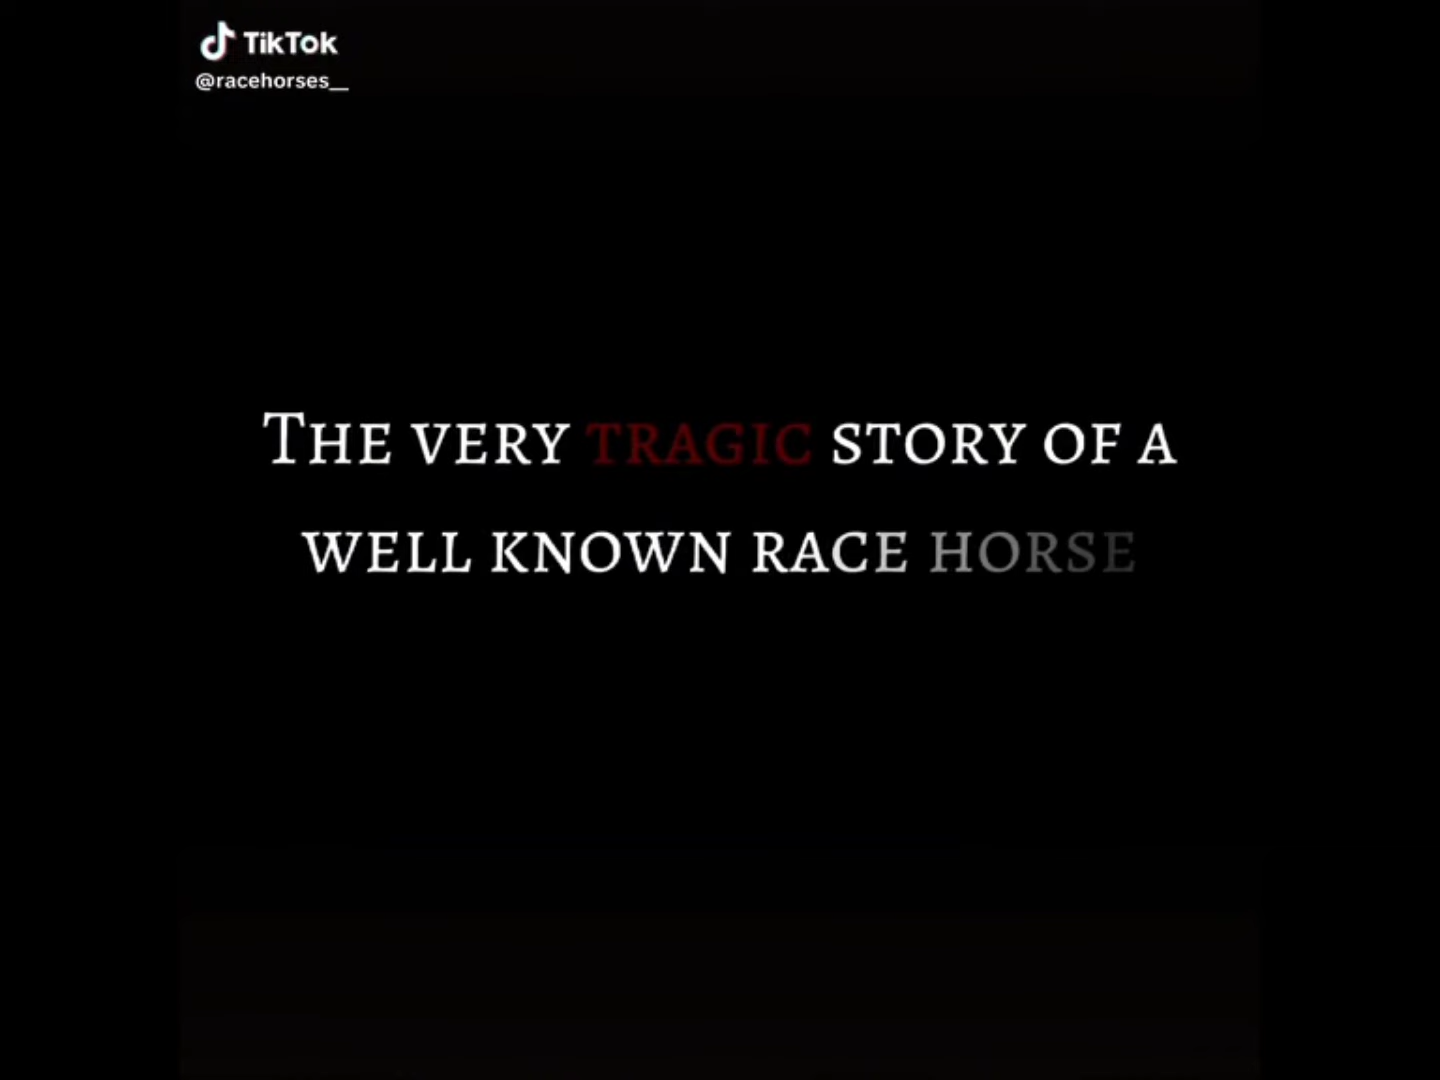 TikTok
@racehorses__
The very tragic story of a
well known race horse